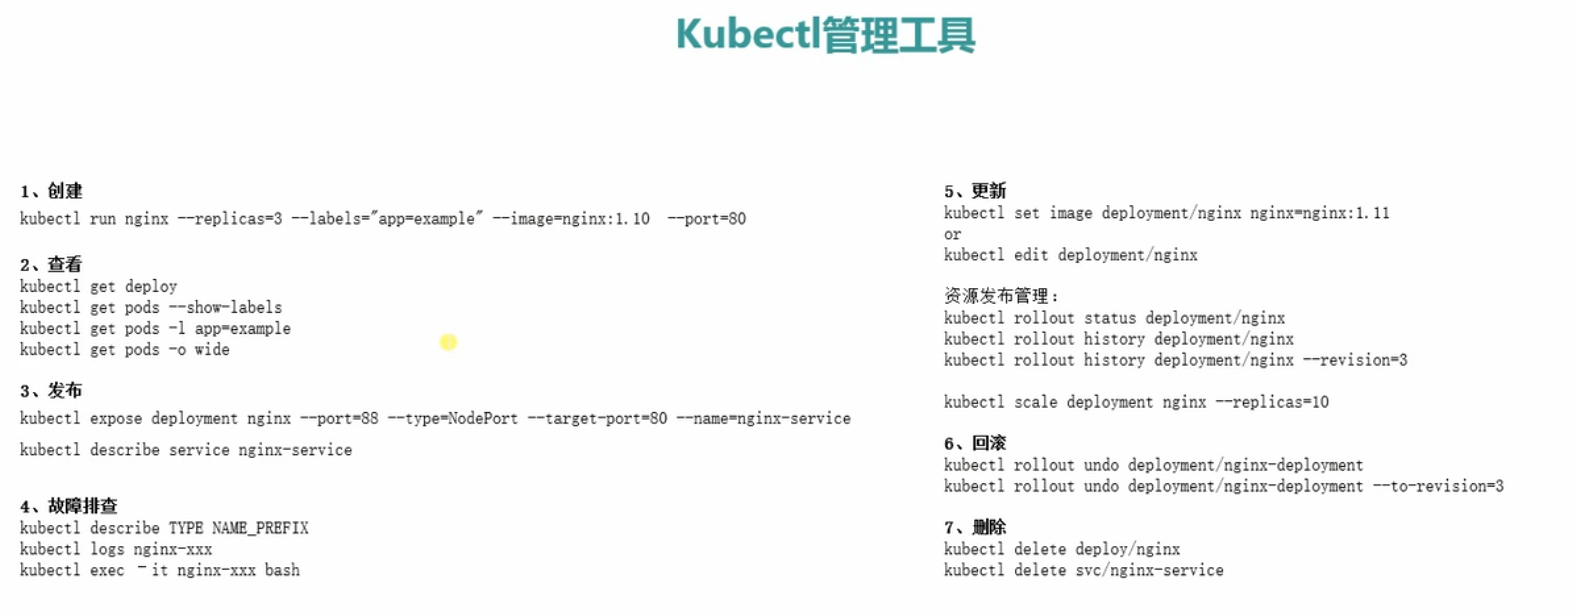 Kubectl管理工具
1、创建
kubectl run nginx --replicas=3 --labels="app=example" --image=nginx:1.10  --port=80
2、查看
kubectl get deploy
kubectl get pods --show-labels
kubectl get pods -l app=example
kubectl get pods -o wide
3、发布
kubectl expose deployment nginx --port=88 --type=NodePort --target-port=80 --name=nginx-service
kubectl describe service nginx-service
4、故障排查
kubectl describe TYPE NAME_PREFIX
kubectl logs nginx-xxx
kubectl exec –it nginx-xxx bash
5、更新
kubectl set image deployment/nginx nginx=nginx:1.11
or
kubectl edit deployment/nginx
资源发布管理：
kubectl rollout status deployment/nginx
kubectl rollout history deployment/nginx
kubectl rollout history deployment/nginx --revision=3
kubectl scale deployment nginx --replicas=10
6、回滚
kubectl rollout undo deployment/nginx-deployment
kubectl rollout undo deployment/nginx-deployment --to-revision=3
7、删除
kubectl delete deploy/nginx
kubectl delete svc/nginx-service